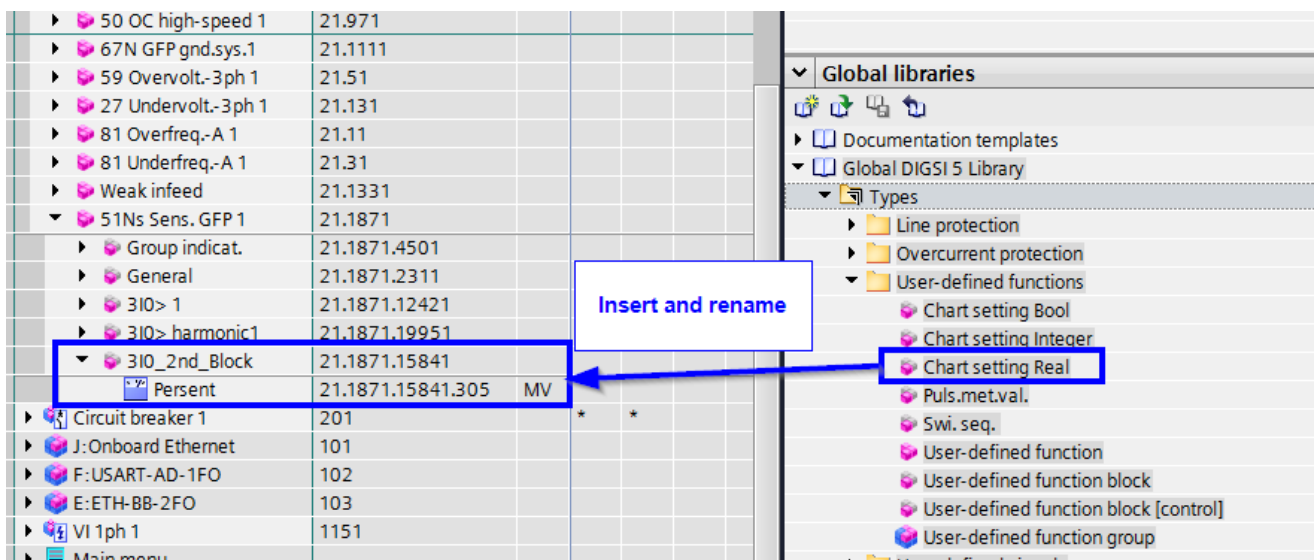 50 OC high-speed 1 21.971
67N GFP gnd.sys.1 21.1111
59 Overvolt.-3ph 1 21.51
27 Undervolt.-3ph 1 21.131
81 Overfreq.-A 1 21.11
81 Underfreq.-A 1 21.31
Weak infeed 21.1331
51Ns Sens. GFP 1 21.1871
Group indicat. 21.1871.4501
General 21.1871.2311
3I0> 1 21.1871.12421
3I0> harmonic1 21.1871.19951
3I0_2nd_Block 21.1871.15841
Persent 21.1871.15841.305 MV
Circuit breaker 1 201 * *
J:Onboard Ethernet 101
F:USART-AD-1FO 102
E:ETH-BB-2FO 103
VI 1ph 1 1151
Main menu
Insert and rename
Global libraries
Documentation templates
Global DIGSI 5 Library
Types
Line protection
Overcurrent protection
User-defined functions
Chart setting Bool
Chart setting Integer
Chart setting Real
Puls.met.val.
Swi. seq.
User-defined function
User-defined function block
User-defined function block [control]
User-defined function group